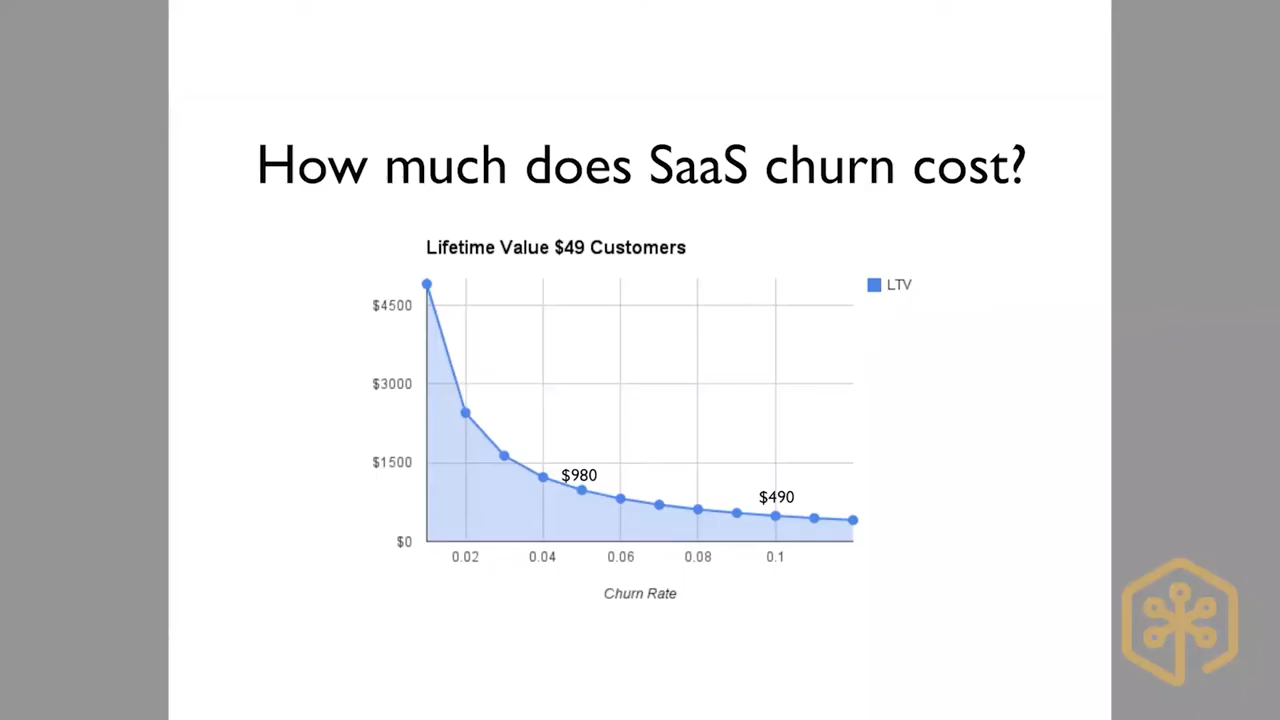 How much does SaaS churn cost?
Lifetime Value $49 Customers
LTV
$4500
$3000
$1500
$0
$980
$490
0.02 0.04 0.06 0.08 0.1
Churn Rate